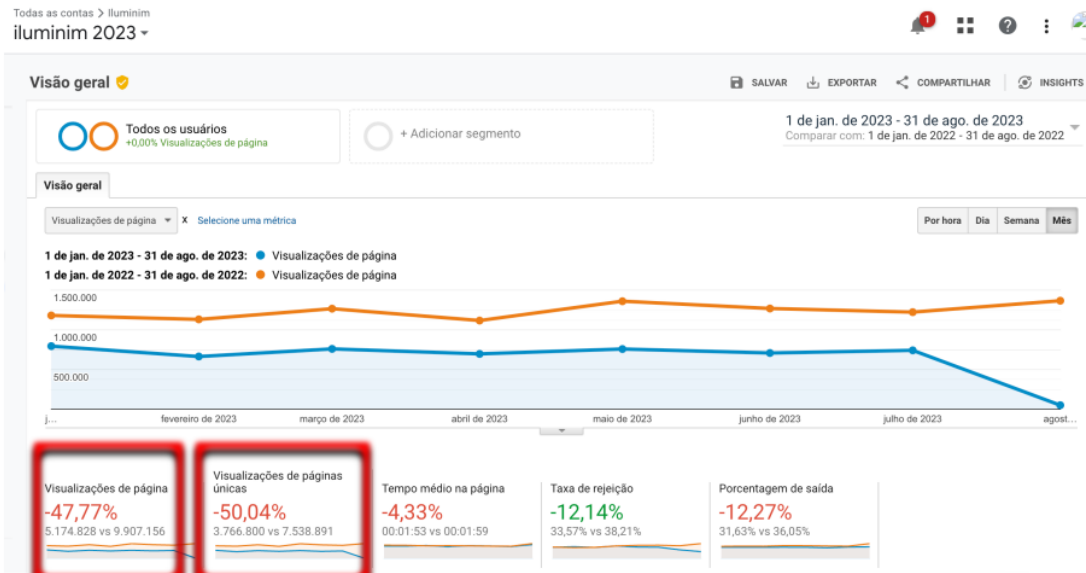 Todas as contas > Iluminim
iluminim 2023
1
Visão geral
SALVAR EXPORTAR COMPARTILHAR INSIGHTS
Todos os usuários
+0,00% Visualizações de página
+ Adicionar segmento
1 de jan. de 2023 - 31 de ago. de 2023
Comparar com: 1 de jan. de 2022 - 31 de ago. de 2022
Visão geral
Visualizações de página x Selecione uma métrica
Por hora Dia Semana Mês
1 de jan. de 2023 - 31 de ago. de 2023: Visualizações de página
1 de jan. de 2022 - 31 de ago. de 2022: Visualizações de página
1.500.000
1.000.000
500.000
j... fevereiro de 2023 março de 2023 abril de 2023 maio de 2023 junho de 2023 julho de 2023 agost...
Visualizações de página
-47,77%
5.174.828 vs 9.907.156
Visualizações de páginas
únicas
-50,04%
3.766.800 vs 7.538.891
Tempo médio na página
-4,33%
00:01:53 vs 00:01:59
Taxa de rejeição
-12,14%
33,57% vs 38,21%
Porcentagem de saída
-12,27%
31,63% vs 36,05%